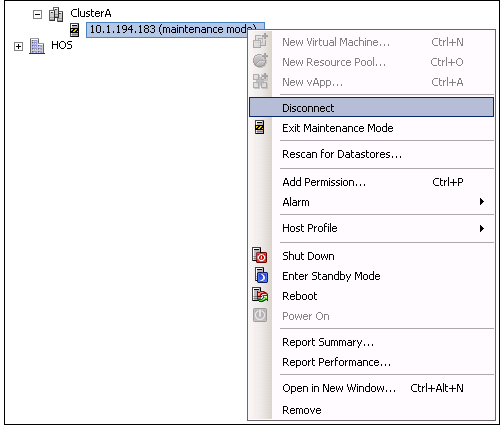 ClusterA
10.1.194.183 (maintenance mode)
HOS
New Virtual Machine... Ctrl+N
New Resource Pool... Ctrl+O
New vApp... Ctrl+A
Disconnect
Exit Maintenance Mode
Rescan for Datastores...
Add Permission... Ctrl+P
Alarm
Host Profile
Shut Down
Enter Standby Mode
Reboot
Power On
Report Summary...
Report Performance...
Open in New Window... Ctrl+Alt+N
Remove